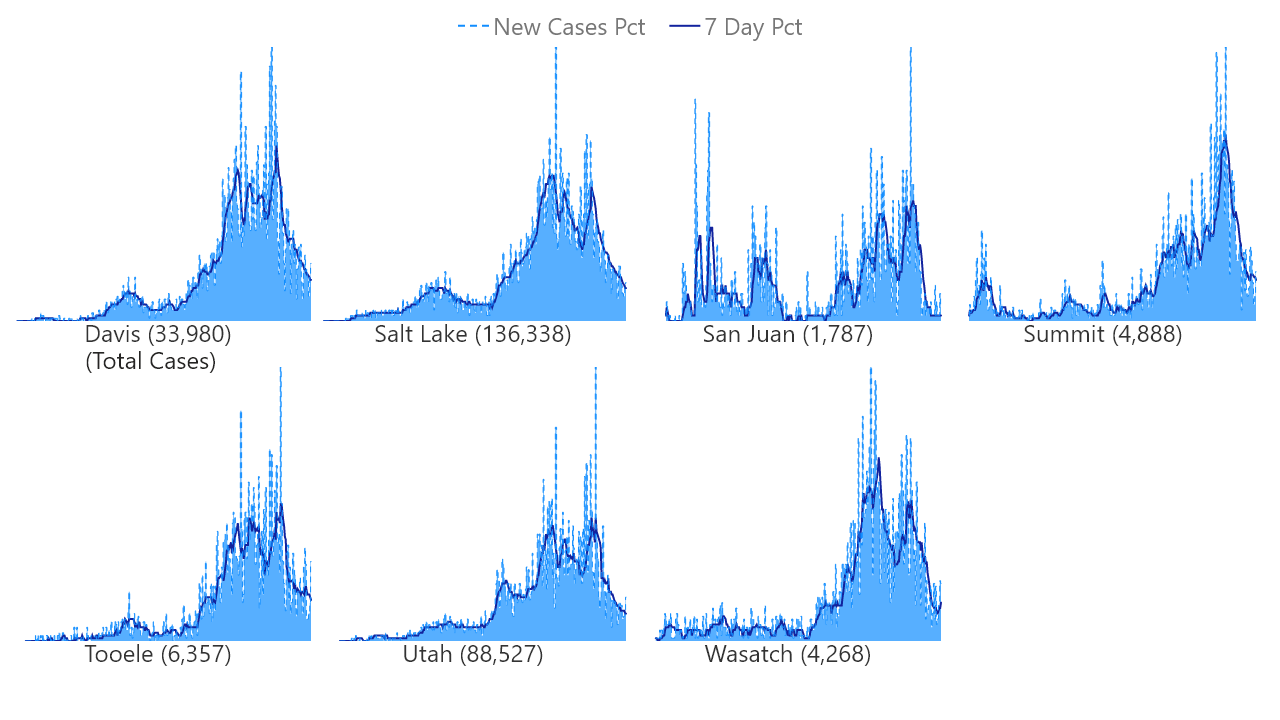 New Cases Pct 7 Day Pct
Davis (33,980)
(Total Cases)
Salt Lake (136,338)
San Juan (1,787)
Summit (4,888)
Tooele (6,357)
Utah (88,527)
Wasatch (4,268)